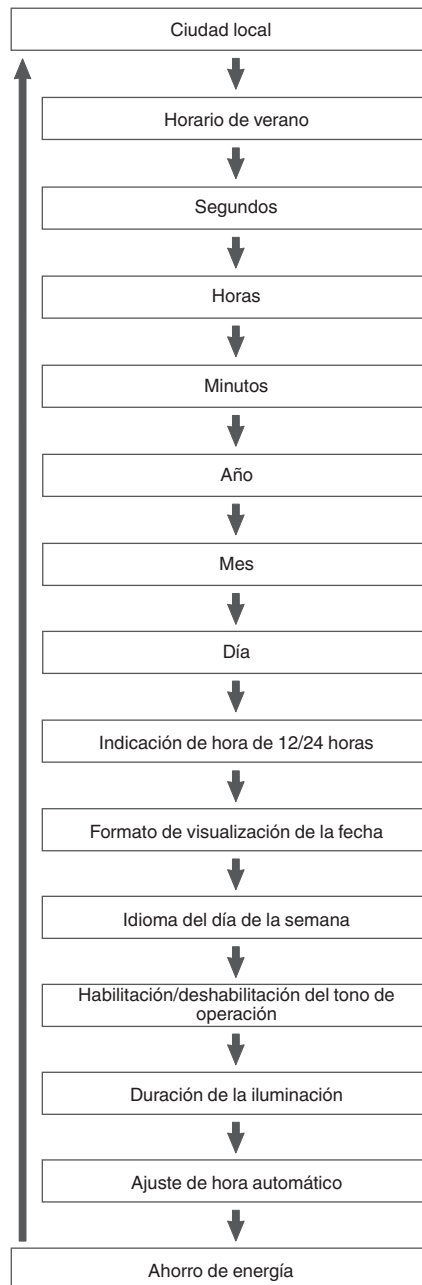 Ciudad local
Horario de verano
Segundos
Horas
Minutos
Año
Mes
Día
Indicación de hora de 12/24 horas
Formato de visualización de la fecha
Idioma del día de la semana
Habilitación/deshabilitación del tono de
operación
Duración de la iluminación
Ajuste de hora automático
Ahorro de energía